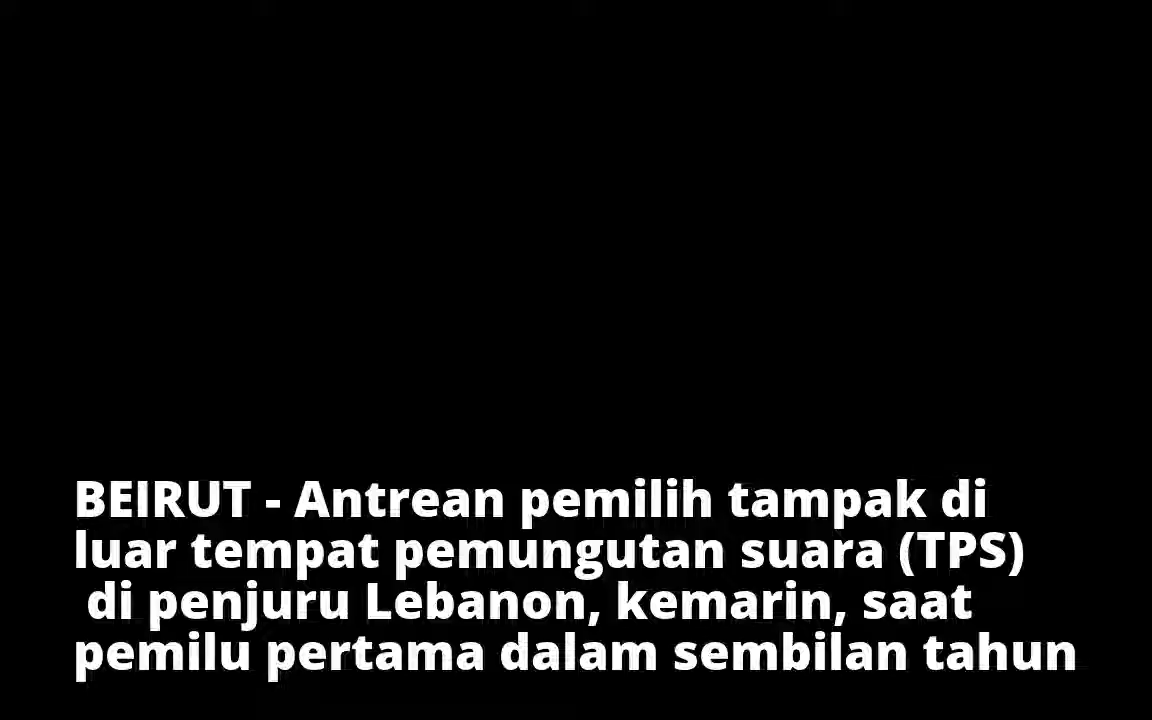 BEIRUT - Antrean pemilih tampak di
luar tempat pemungutan suara (TPS)
di penjuru Lebanon, kemarin, saat
pemilu pertama dalam sembilan tahun